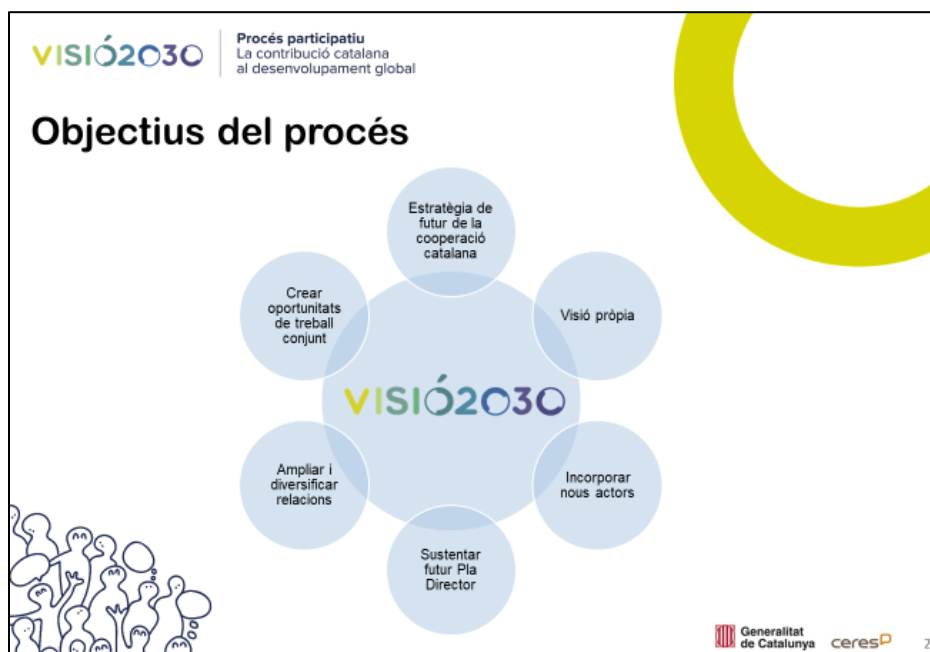 VISIÓ2030
Procés participatiu
La contribució catalana
al desenvolupament global
Objectius del procés
Estratègia de
futur de la
cooperació
catalana
Visió pròpia
Incorporar
nous actors
Sustentar
futur Pla
Director
Ampliar i
diversificar
relacions
Crear
oportunitats
de treball
conjunt
VISIÓ2030
Generalitat
de Catalunya
ceresp
2